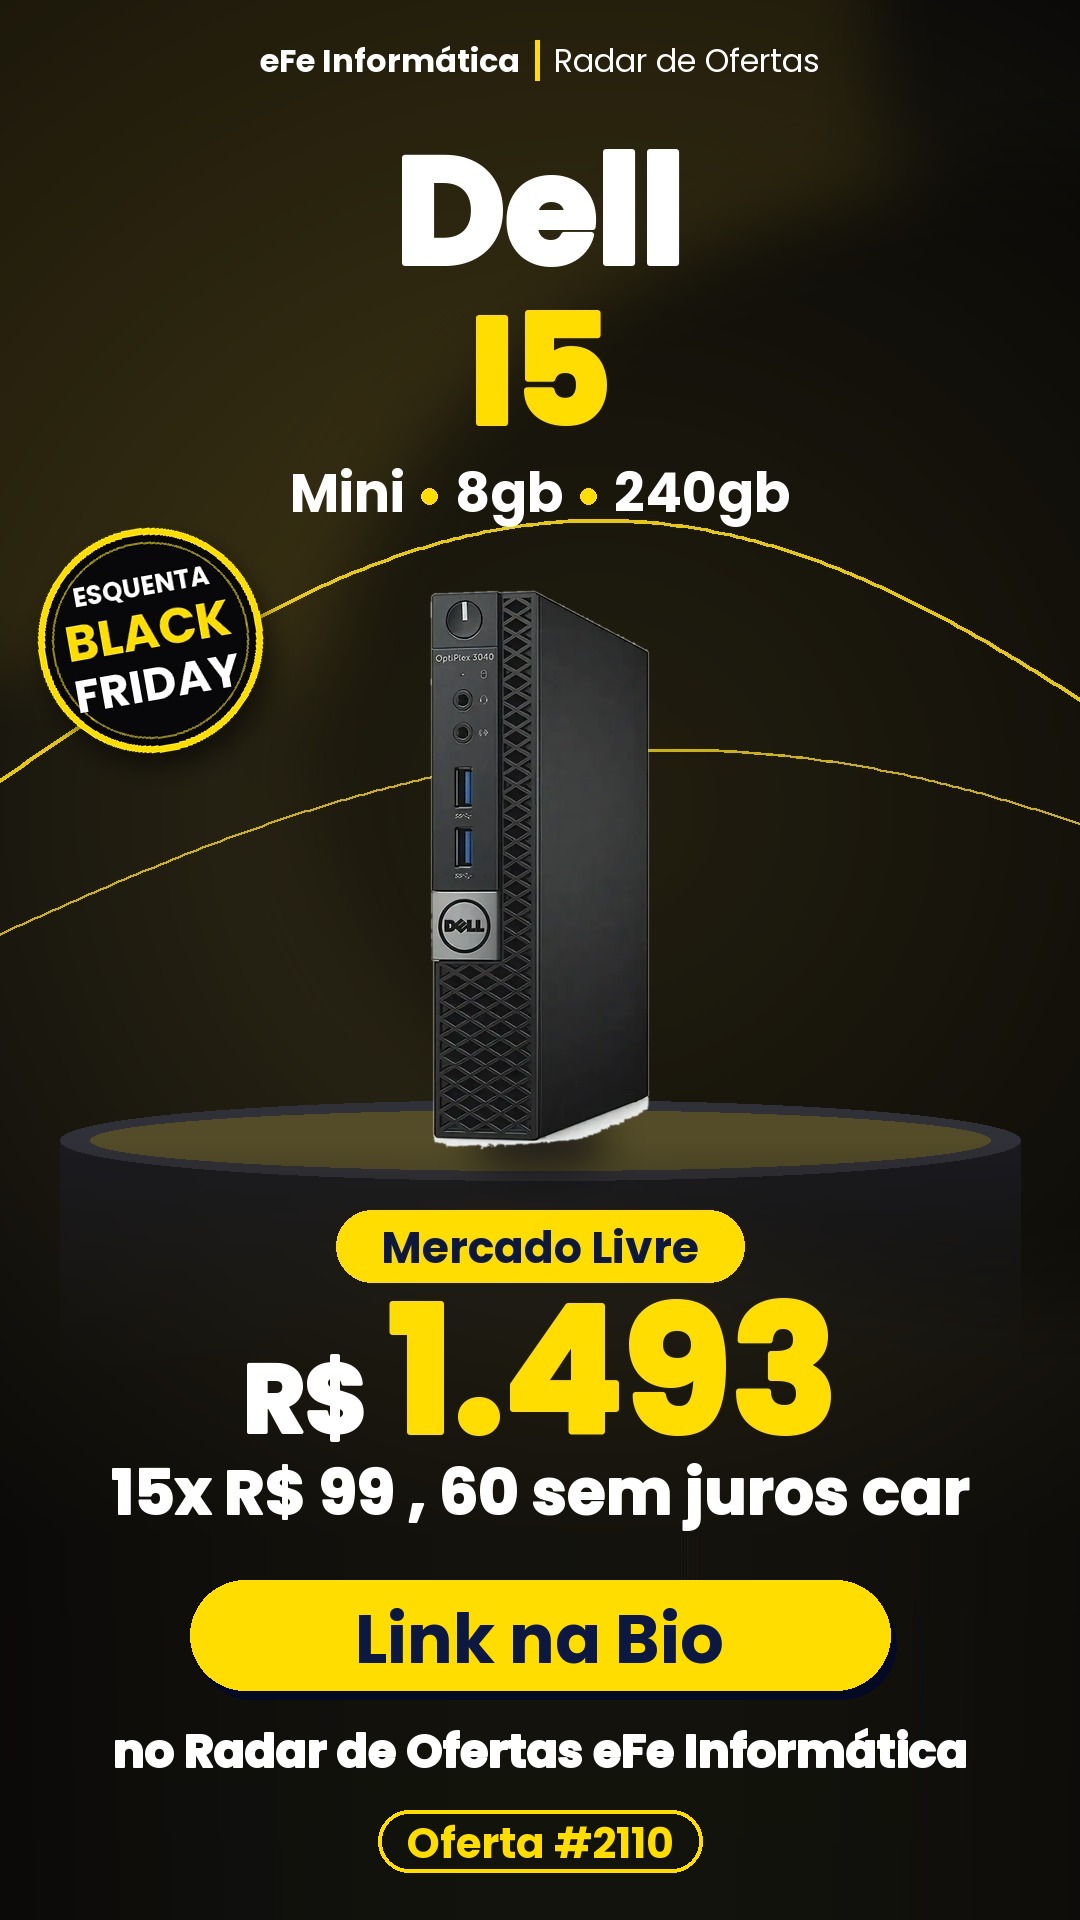 eFe Informática | Radar de Ofertas
Dell
I5
Mini • 8gb • 240gb
ESQUENTA
BLACK
FRIDAY
OptiPlex 3040
DELL
Mercado Livre
R$ 1.493
15x R$ 99 , 60 sem juros car
Link na Bio
no Radar de Ofertas eFe Informática
Oferta #2110